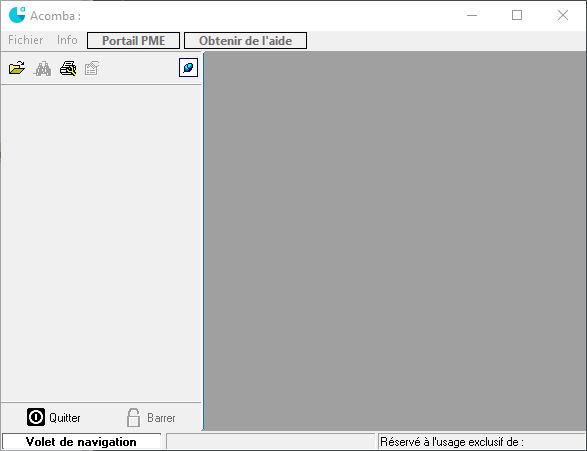 Acomba :
Fichier Info Portail PME Obtenir de l'aide
Quitter Barrer
Volet de navigation Réservé à l'usage exclusif de :